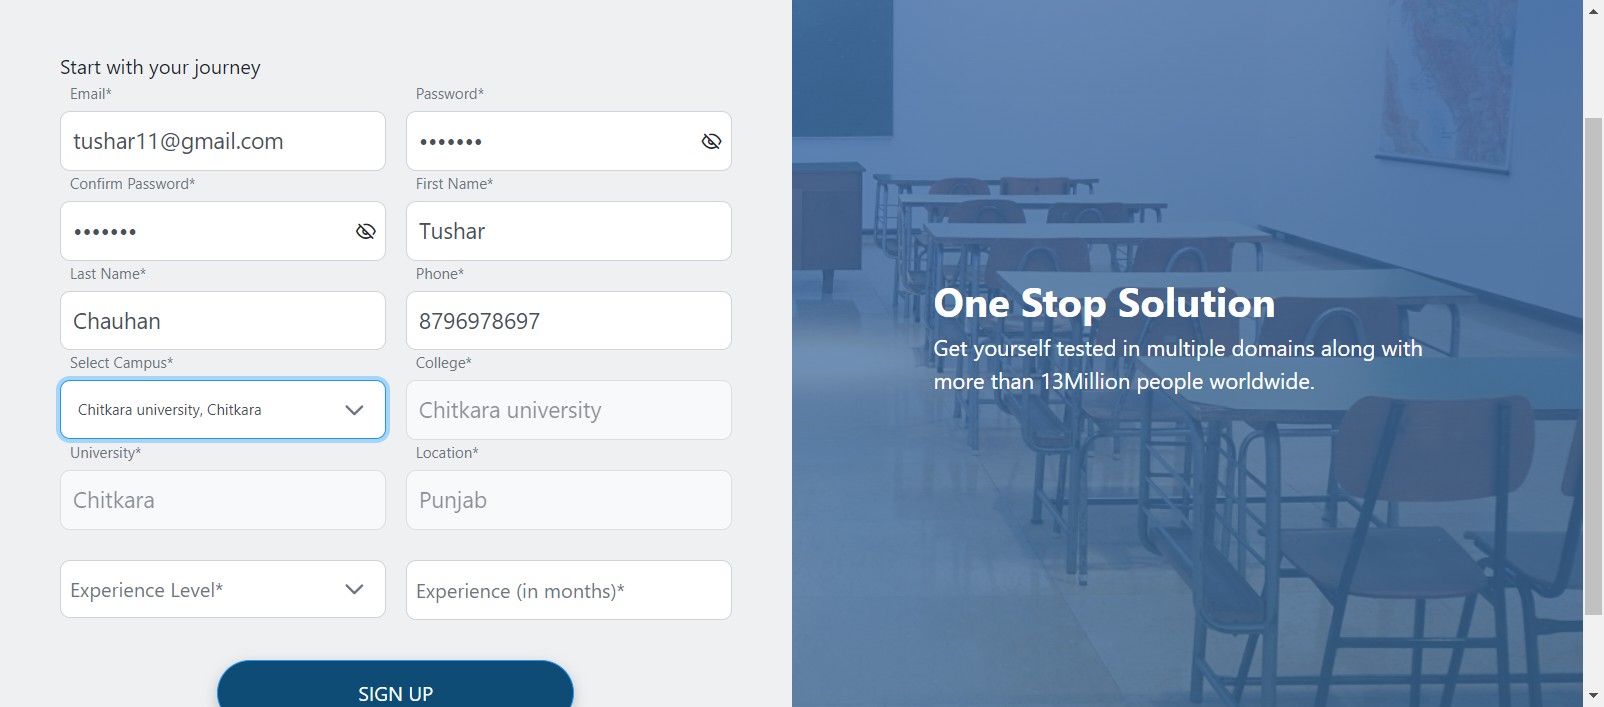 Start with your journey
Email*
Password*
tushar11@gmail.com
•••••••
Confirm Password*
First Name*
•••••••
Tushar
Last Name*
Phone*
Chauhan
8796978697
Select Campus*
College*
Chitkara university, Chitkara
Chitkara university
University*
Location*
Chitkara
Punjab
Experience Level*
Experience (in months)*
SIGN UP
One Stop Solution
Get yourself tested in multiple domains along with
more than 13Million people worldwide.